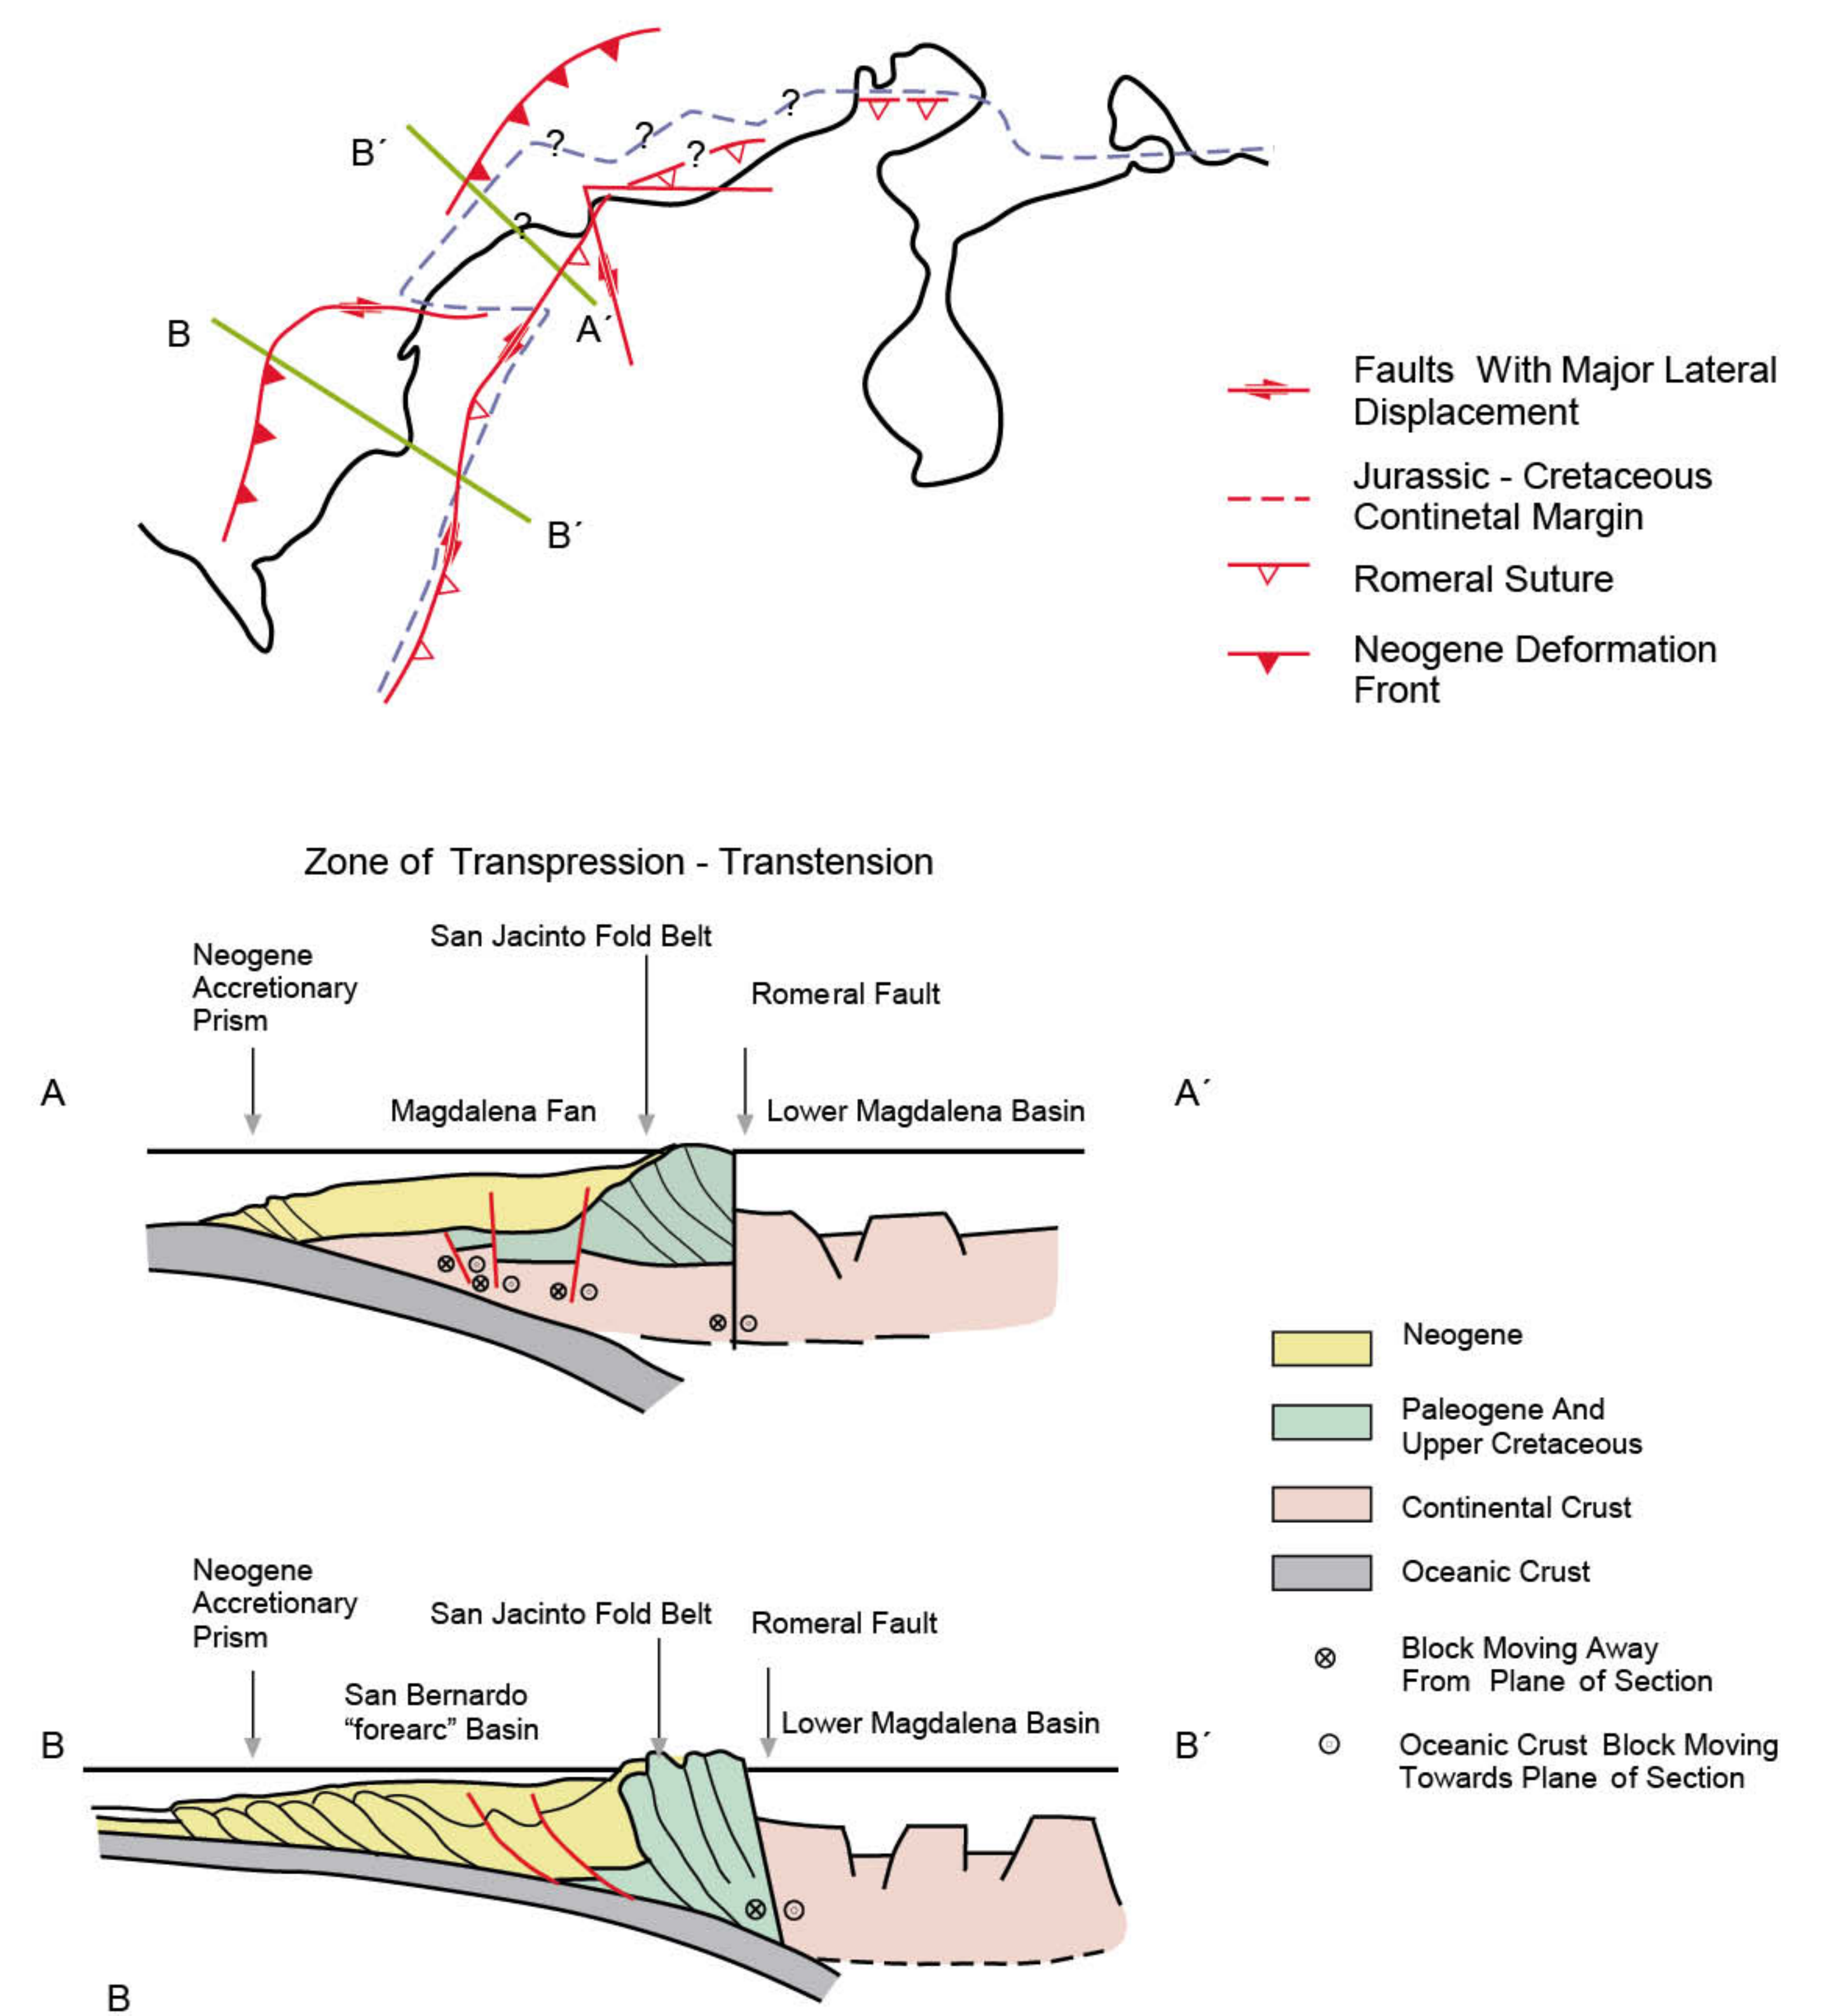 B´
?
?
?
?
?
A´
B
B´
Faults With Major Lateral
Displacement
Jurassic - Cretaceous
Continetal Margin
Romeral Suture
Neogene Deformation
Front
Zone of Transpression - Transtension
San Jacinto Fold Belt
Neogene
Accretionary
Prism
Romeral Fault
A
A´
Magdalena Fan
Lower Magdalena Basin
Neogene
Paleogene And
Upper Cretaceous
Continental Crust
Oceanic Crust
Block Moving Away
From Plane of Section
Oceanic Crust Block Moving
Towards Plane of Section
Neogene
Accretionary
Prism
San Jacinto Fold Belt
Romeral Fault
San Bernardo
“forearc” Basin
Lower Magdalena Basin
B
B´
B